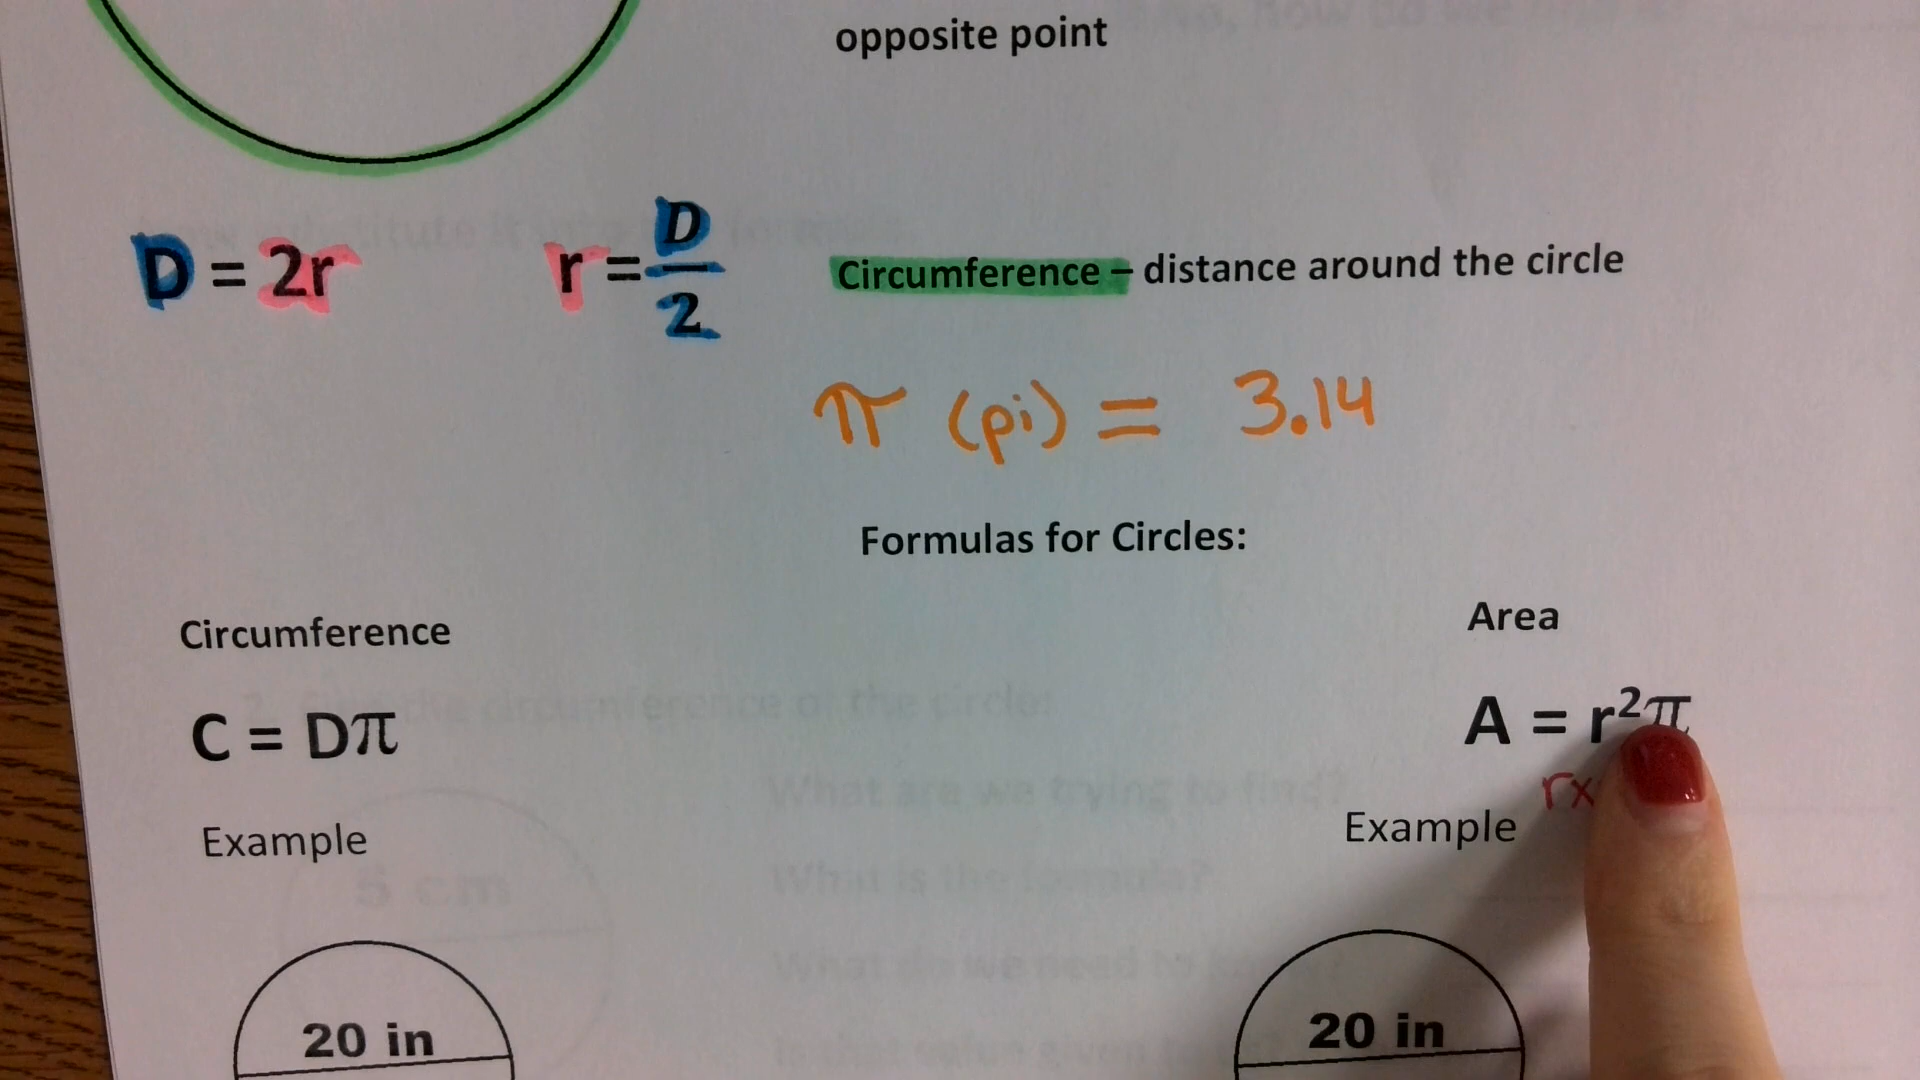 opposite point
D = 2r
r = D/2
Circumference – distance around the circle
π (pi) = 3.14
Formulas for Circles:
Circumference
Area
C = Dπ
A = r²π
rx
Example
Example
20 in
20 in